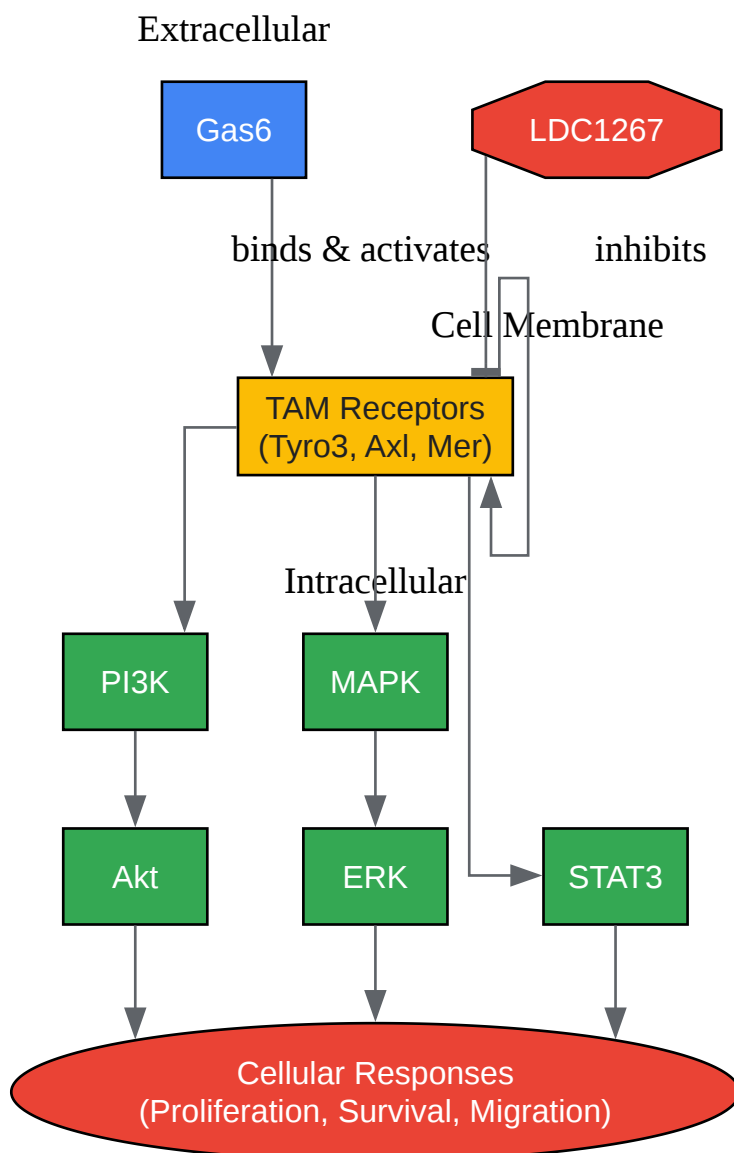 Extracellular
Gas6
LDC1267
binds & activates
inhibits
Cell Membrane
TAM Receptors
(Tyro3, Axl, Mer)
Intracellular
PI3K
MAPK
Akt
ERK
STAT3
Cellular Responses
(Proliferation, Survival, Migration)